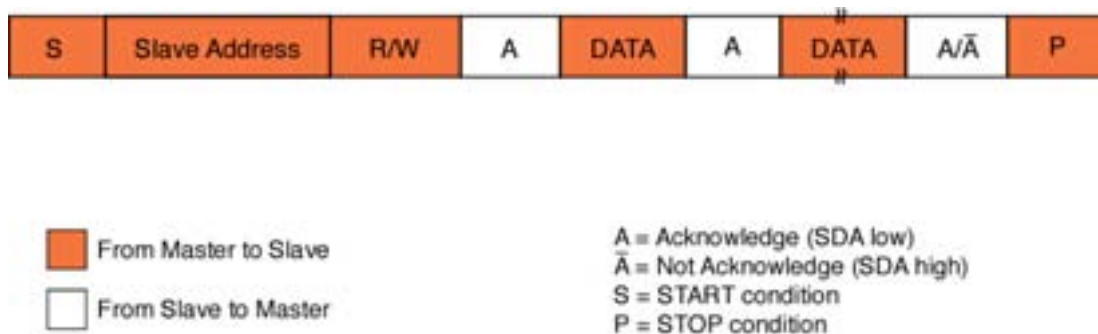 S Slave Address R/W A DATA A DATA A/A̅ P
From Master to Slave
From Slave to Master
A = Acknowledge (SDA low)
A̅ = Not Acknowledge (SDA high)
S = START condition
P = STOP condition